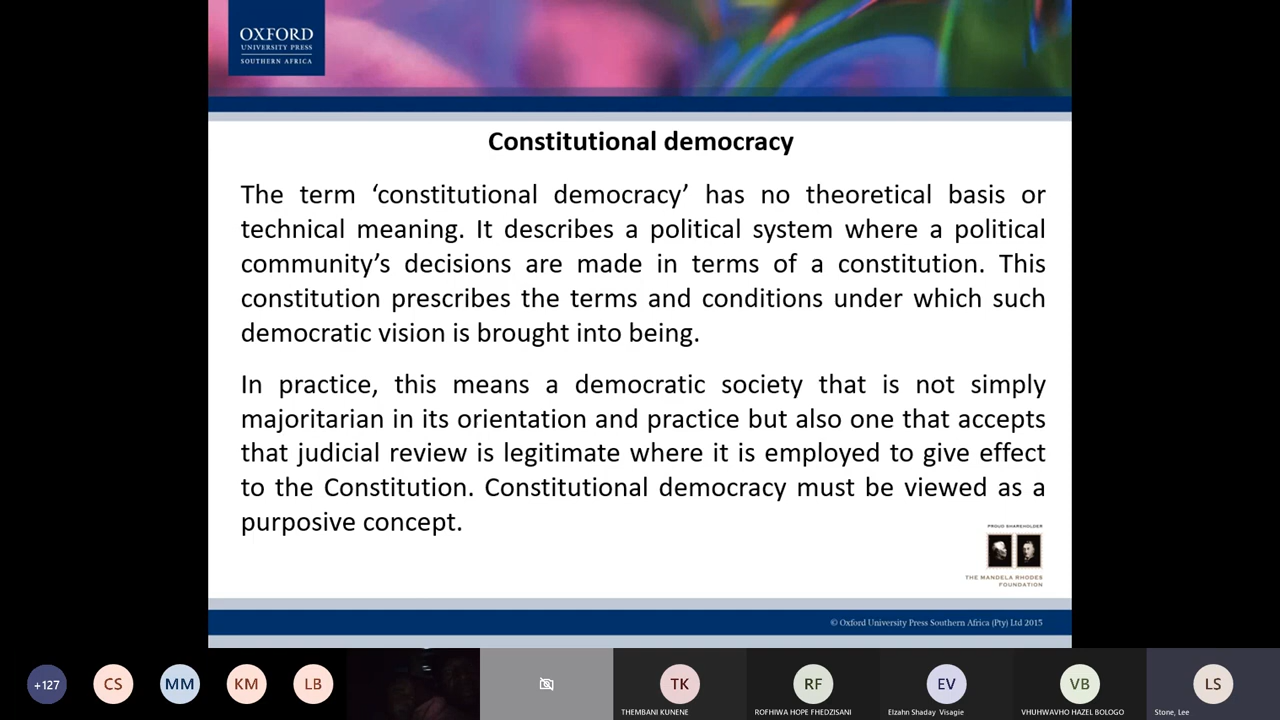 OXFORD
UNIVERSITY PRESS
SOUTHERN AFRICA
Constitutional democracy
The term ‘constitutional democracy’ has no theoretical basis or
technical meaning. It describes a political system where a political
community’s decisions are made in terms of a constitution. This
constitution prescribes the terms and conditions under which such
democratic vision is brought into being.
In practice, this means a democratic society that is not simply
majoritarian in its orientation and practice but also one that accepts
that judicial review is legitimate where it is employed to give effect
to the Constitution. Constitutional democracy must be viewed as a
purposive concept.
PROUD SHAREHOLDER
THE MANDELA RHODES
FOUNDATION
© Oxford University Press Southern Africa (Pty) Ltd 2015
+127 CS MM KM LB TK RF EV VB LS
THEMBANI KUNENE ROFHIWA HOPE FHEDZISANI Elzahn Shaday Visagie VHUHWAVHO HAZEL BOLOGO Stone, Lee